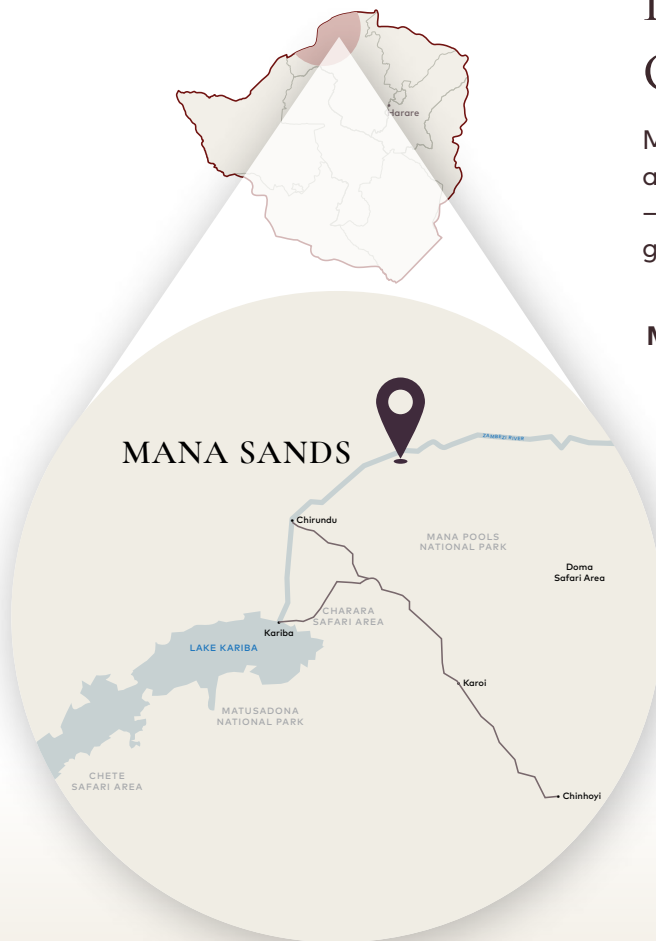 Harare
M
a
—
g
M
MANA SANDS
ZAMBEZI RIVER
Chirundu
MANA POOLS
NATIONAL PARK
Doma
Safari Area
CHARARA
SAFARI AREA
Kariba
LAKE KARIBA
Karoi
MATUSADONA
NATIONAL PARK
CHETE
SAFARI AREA
Chinhoyi